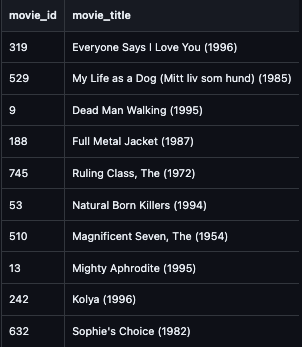 movie_id movie_title
319 Everyone Says I Love You (1996)
529 My Life as a Dog (Mitt liv som hund) (1985)
9 Dead Man Walking (1995)
188 Full Metal Jacket (1987)
745 Ruling Class, The (1972)
53 Natural Born Killers (1994)
510 Magnificent Seven, The (1954)
13 Mighty Aphrodite (1995)
242 Kolya (1996)
632 Sophie's Choice (1982)